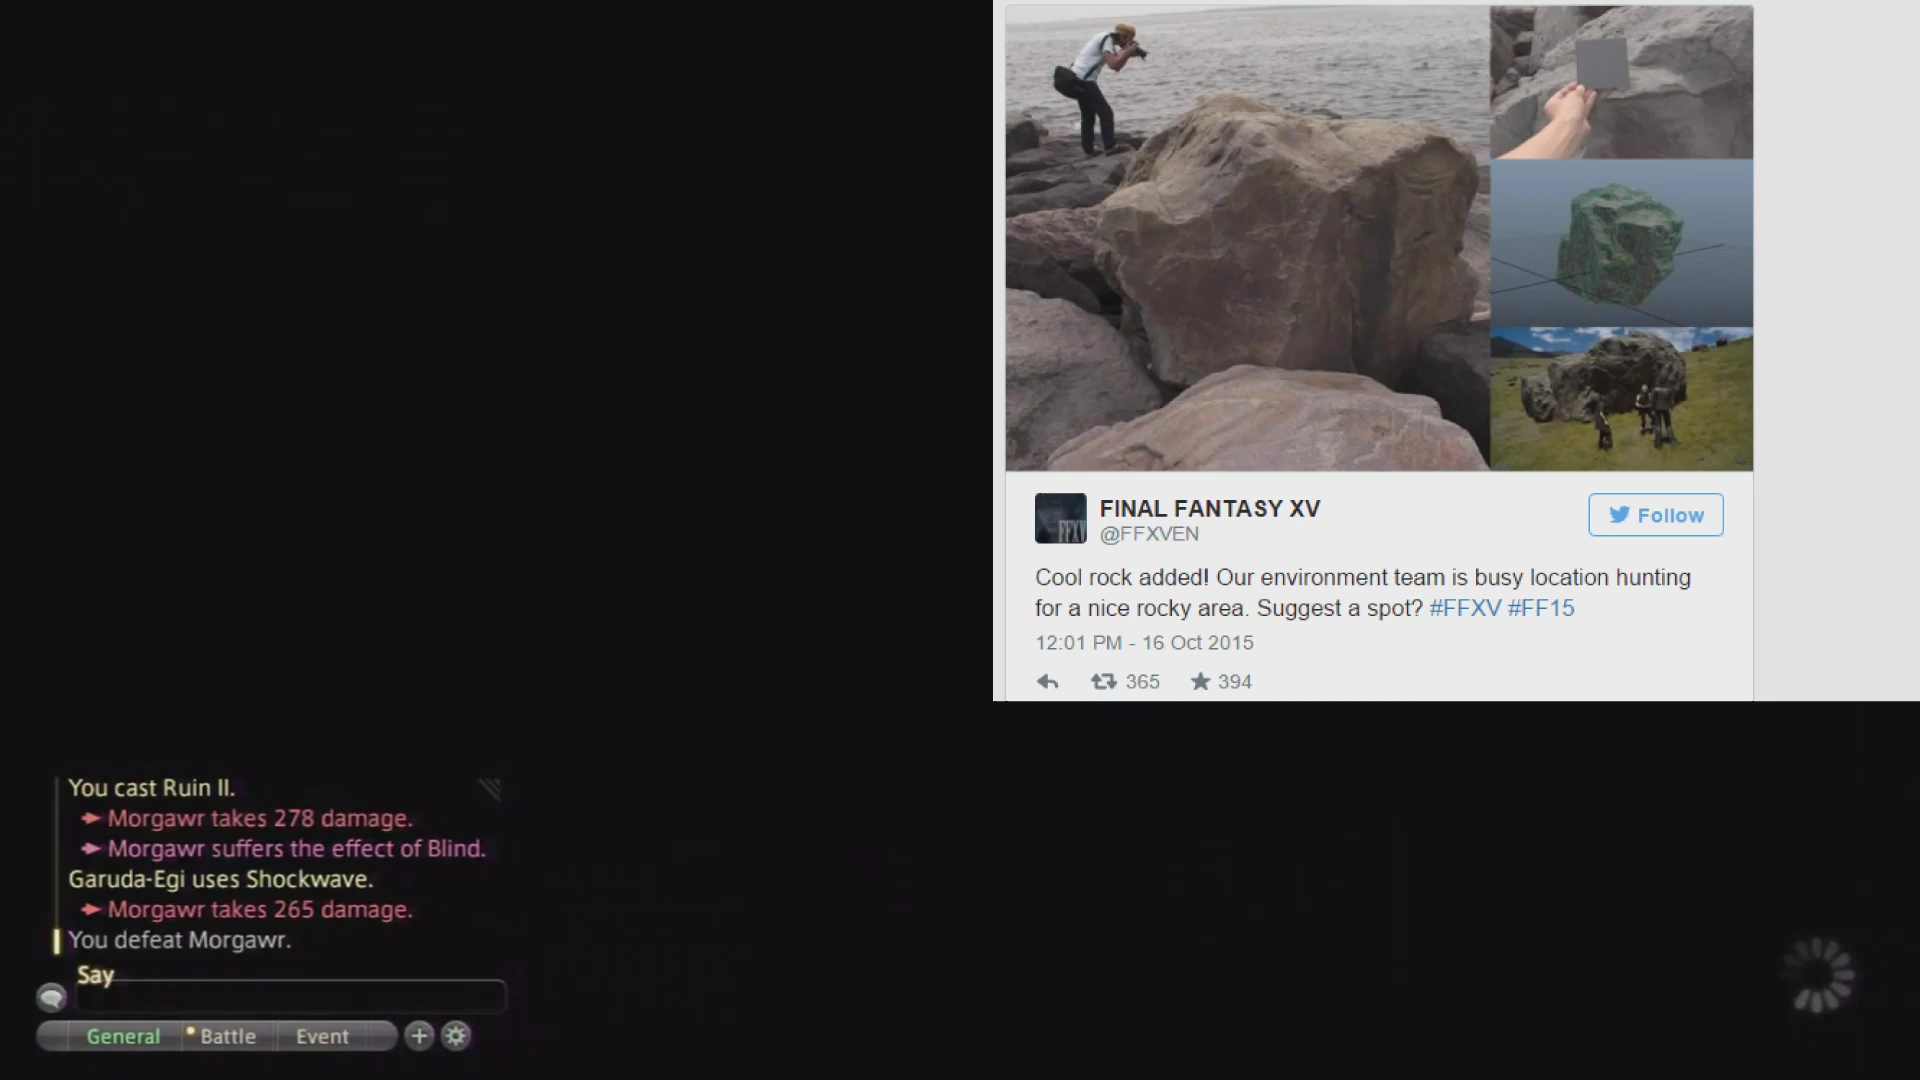 FFXV
FINAL FANTASY XV
@FFXVEN
Follow
Cool rock added! Our environment team is busy location hunting
for a nice rocky area. Suggest a spot? #FFXV #FF15
12:01 PM - 16 Oct 2015
365 394
You cast Ruin II.
Morgawr takes 278 damage.
Morgawr suffers the effect of Blind.
Garuda-Egi uses Shockwave.
Morgawr takes 265 damage.
You defeat Morgawr.
Say
General Battle Event